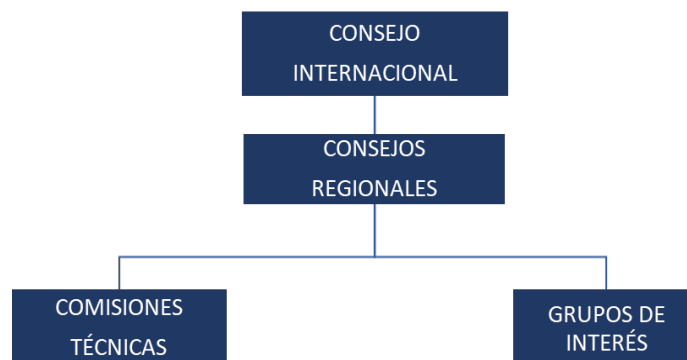 CONSEJO
INTERNACIONAL
CONSEJOS
REGIONALES
COMISIONES
TÉCNICAS
GRUPOS DE
INTERÉS